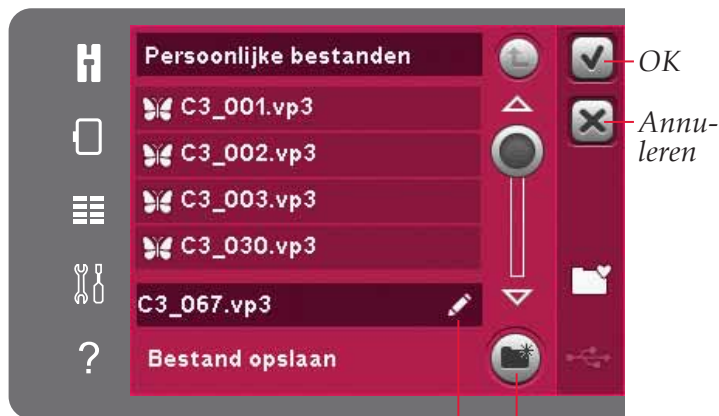 Persoonlijke bestanden
C3_001.vp3
C3_002.vp3
C3_003.vp3
C3_030.vp3
C3_067.vp3
Bestand opslaan
?
OK
Annu-
leren